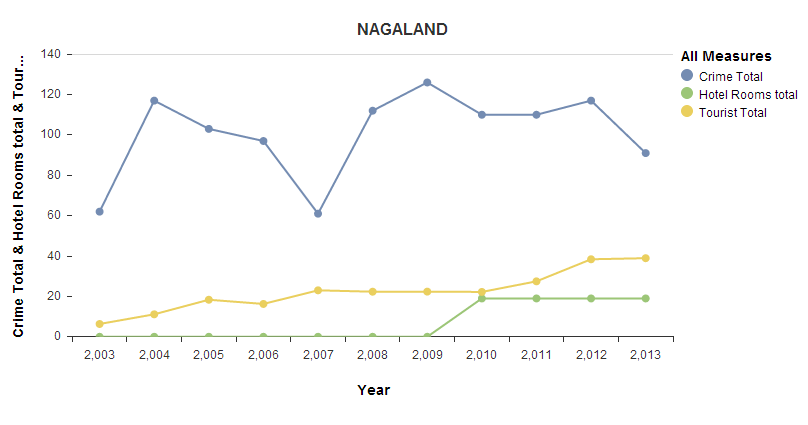 NAGALAND
All Measures
Crime Total
Hotel Rooms total
Tourist Total
Crime Total & Hotel Rooms total & Tour...
140
120
100
80
60
40
20
0
2,003 2,004 2,005 2,006 2,007 2,008 2,009 2,010 2,011 2,012 2,013
Year